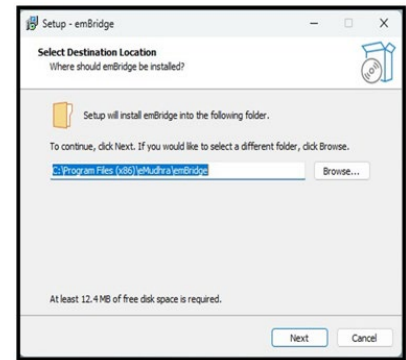 Setup - emBridge
Select Destination Location
Where should emBridge be installed?
Setup will install emBridge into the following folder.
To continue, click Next. If you would like to select a different folder, click Browse.
C:\Program Files (x86)\eMudhra\emBridge
Browse...
At least 12.4 MB of free disk space is required.
Next
Cancel